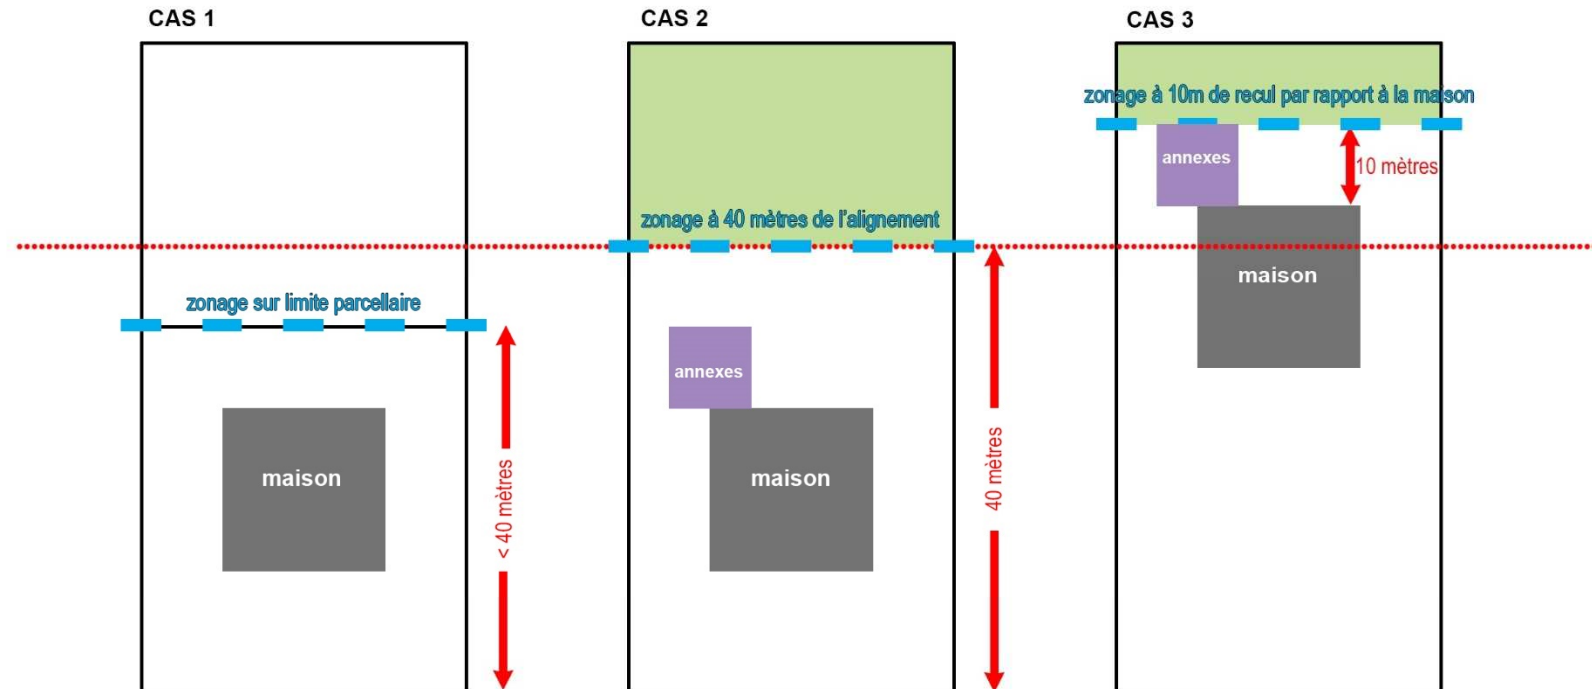 CAS 1
CAS 2
CAS 3
zonage à 10m de recul par rapport à la maison
annexes
10 mètres
zonage à 40 mètres de l'alignement
maison
zonage sur limite parcellaire
annexes
maison
maison
< 40 mètres
40 mètres